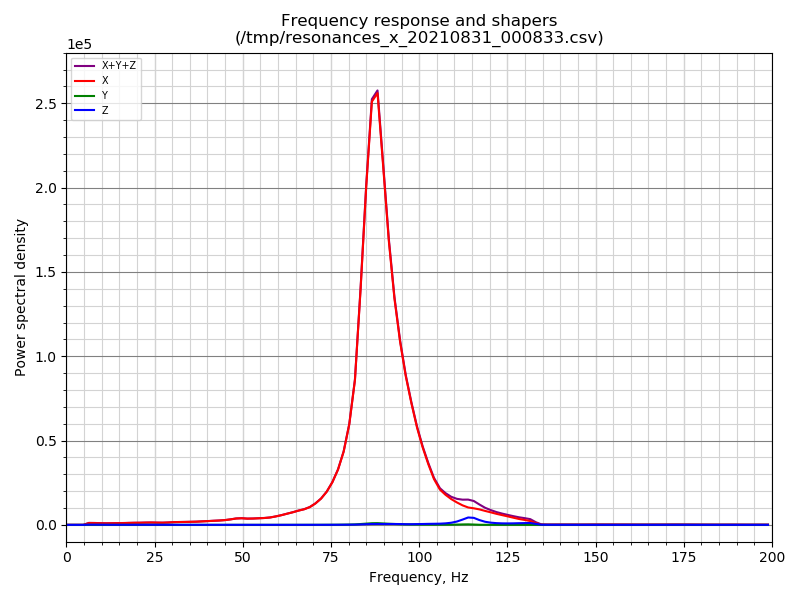 Frequency response and shapers
(/tmp/resonances_x_20210831_000833.csv)
1e5
X+Y+Z
X
Y
Z
2.5
2.0
1.5
1.0
0.5
0.0
Power spectral density
0 25 50 75 100 125 150 175 200
Frequency, Hz